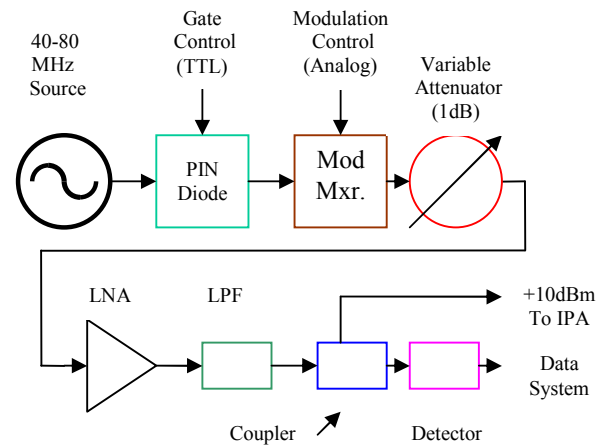 40-80
MHz
Source
Gate
Control
(TTL)
Modulation
Control
(Analog)
Variable
Attenuator
(1dB)
PIN
Diode
Mod
Mxr.
LNA
LPF
+10dBm
To IPA
Data
System
Coupler
Detector